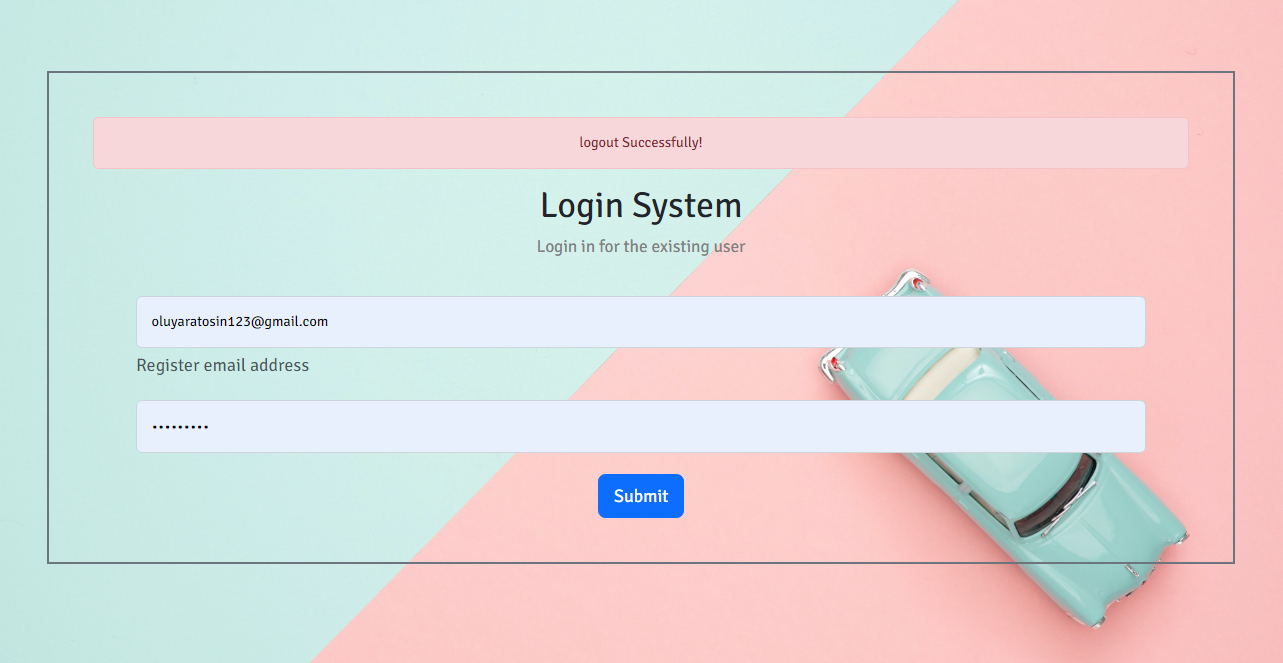 logout Successfully!
Login System
Login in for the existing user
oluyaratosin123@gmail.com
Register email address
•••••••••
Submit